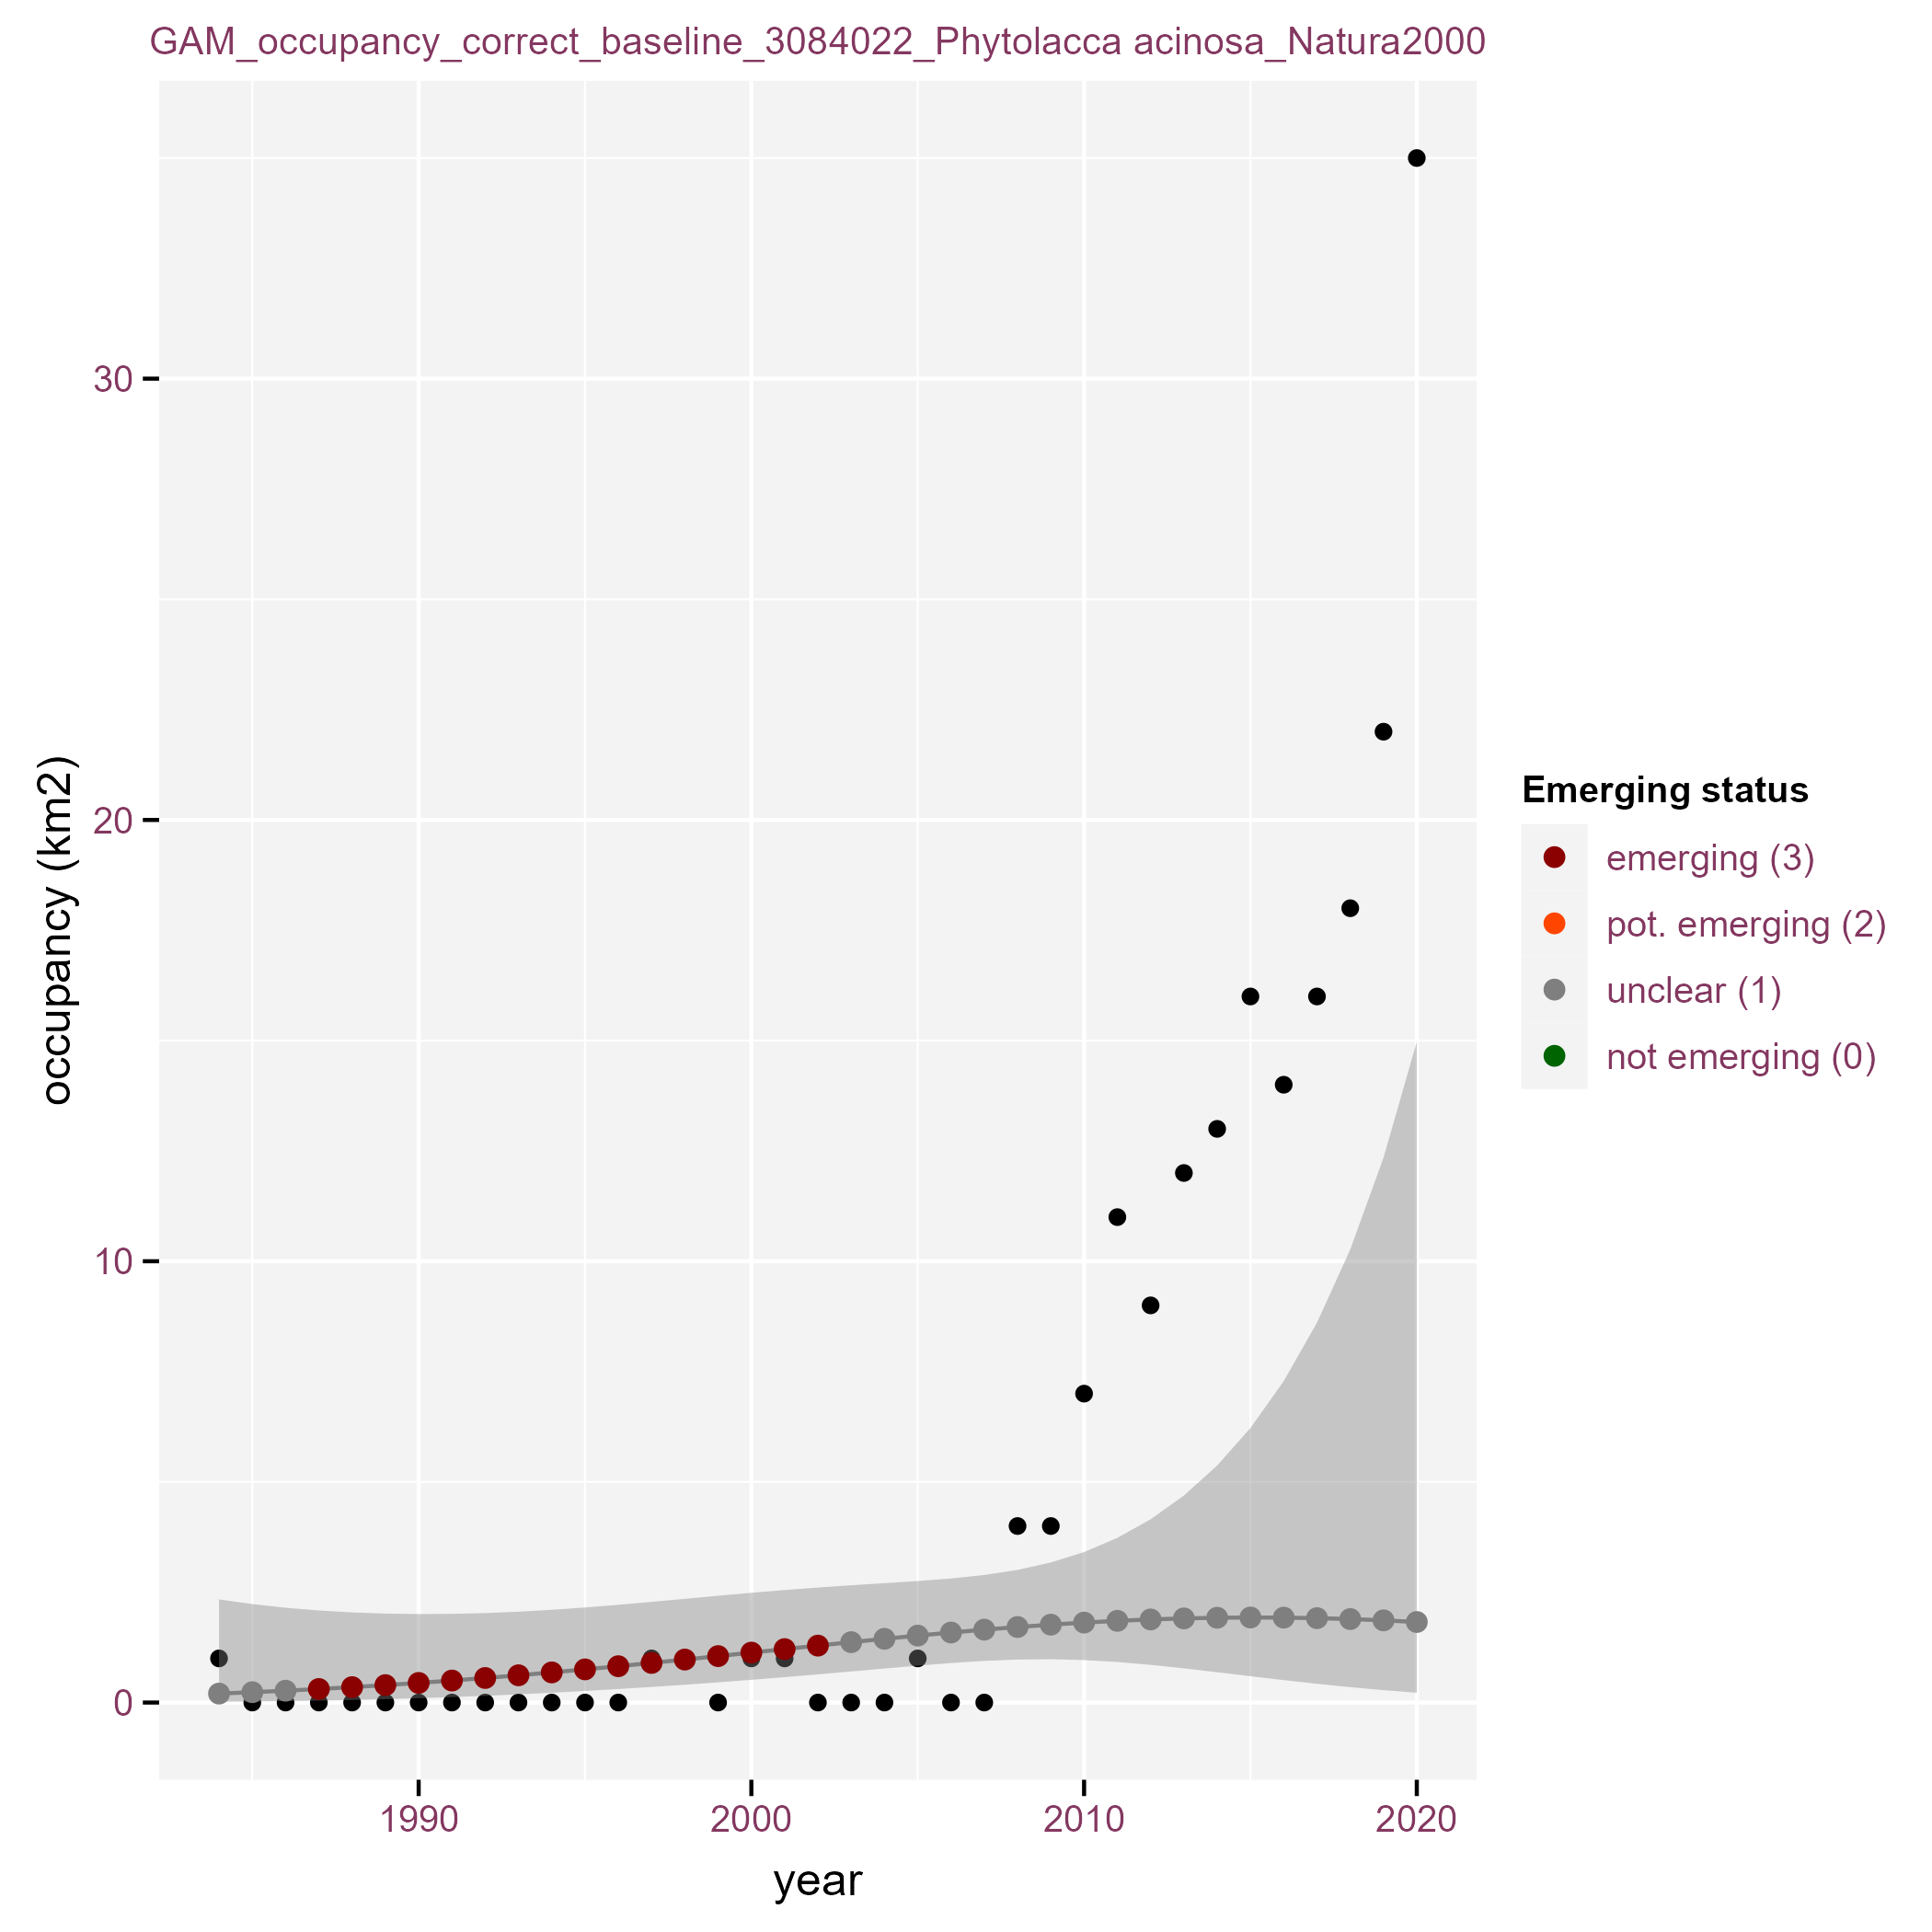 GAM_occupancy_correct_baseline_3084022_Phytolacca acinosa_Natura2000
30
20
10
0
occupancy (km2)
1990 2000 2010 2020
year
Emerging status
emerging (3)
pot. emerging (2)
unclear (1)
not emerging (0)